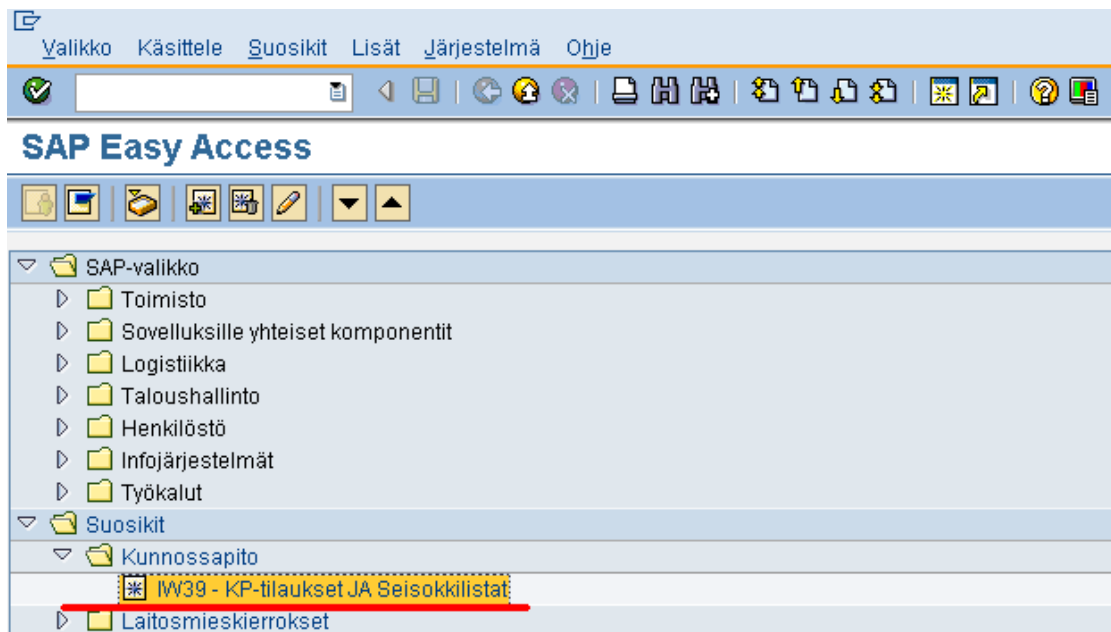 Valikko Käsittele Suosikit Lisät Järjestelmä Ohje
SAP Easy Access
SAP-valikko
Toimisto
Sovelluksille yhteiset komponentit
Logistiikka
Taloushallinto
Henkilöstö
Infojärjestelmät
Työkalut
Suosikit
Kunnossapito
IW39 - KP-tilaukset JA Seisokkilistat
Laitosmieskierrokset